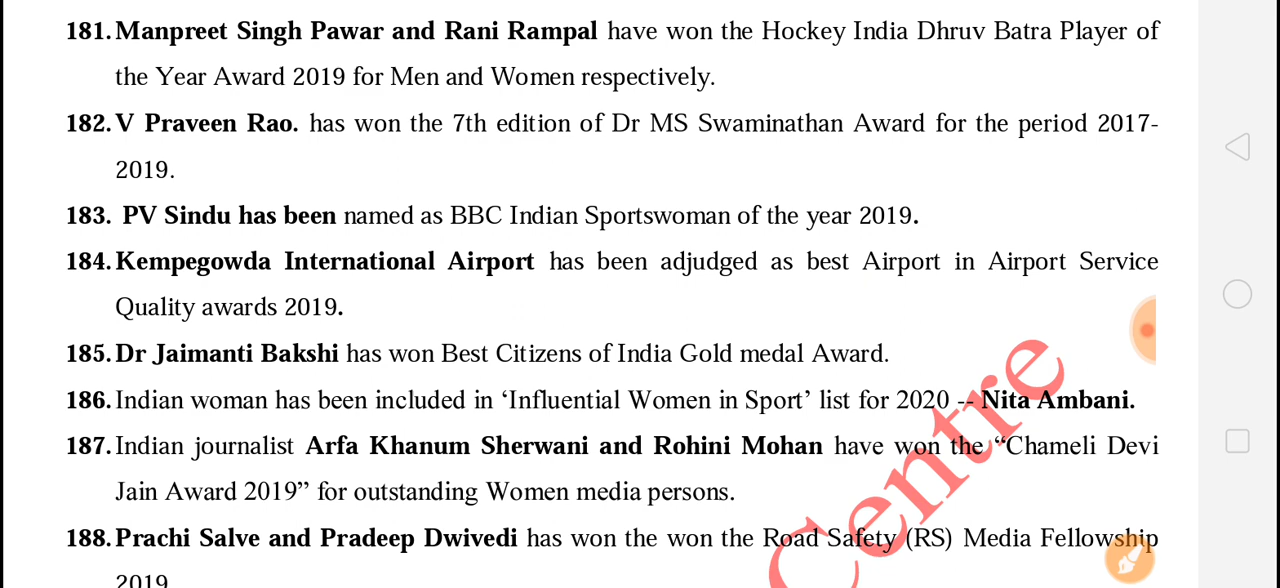 181. Manpreet Singh Pawar and Rani Rampal have won the Hockey India Dhruv Batra Player of
the Year Award 2019 for Men and Women respectively.
182. V Praveen Rao. has won the 7th edition of Dr MS Swaminathan Award for the period 2017-
2019.
183. PV Sindu has been named as BBC Indian Sportswoman of the year 2019.
184. Kempegowda International Airport has been adjudged as best Airport in Airport Service
Quality awards 2019.
185. Dr Jaimanti Bakshi has won Best Citizens of India Gold medal Award.
186. Indian woman has been included in ‘Influential Women in Sport’ list for 2020 -- Nita Ambani.
187. Indian journalist Arfa Khanum Sherwani and Rohini Mohan have won the “Chameli Devi
Jain Award 2019” for outstanding Women media persons.
188. Prachi Salve and Pradeep Dwivedi has won the won the Road Safety (RS) Media Fellowship
2019
Centre